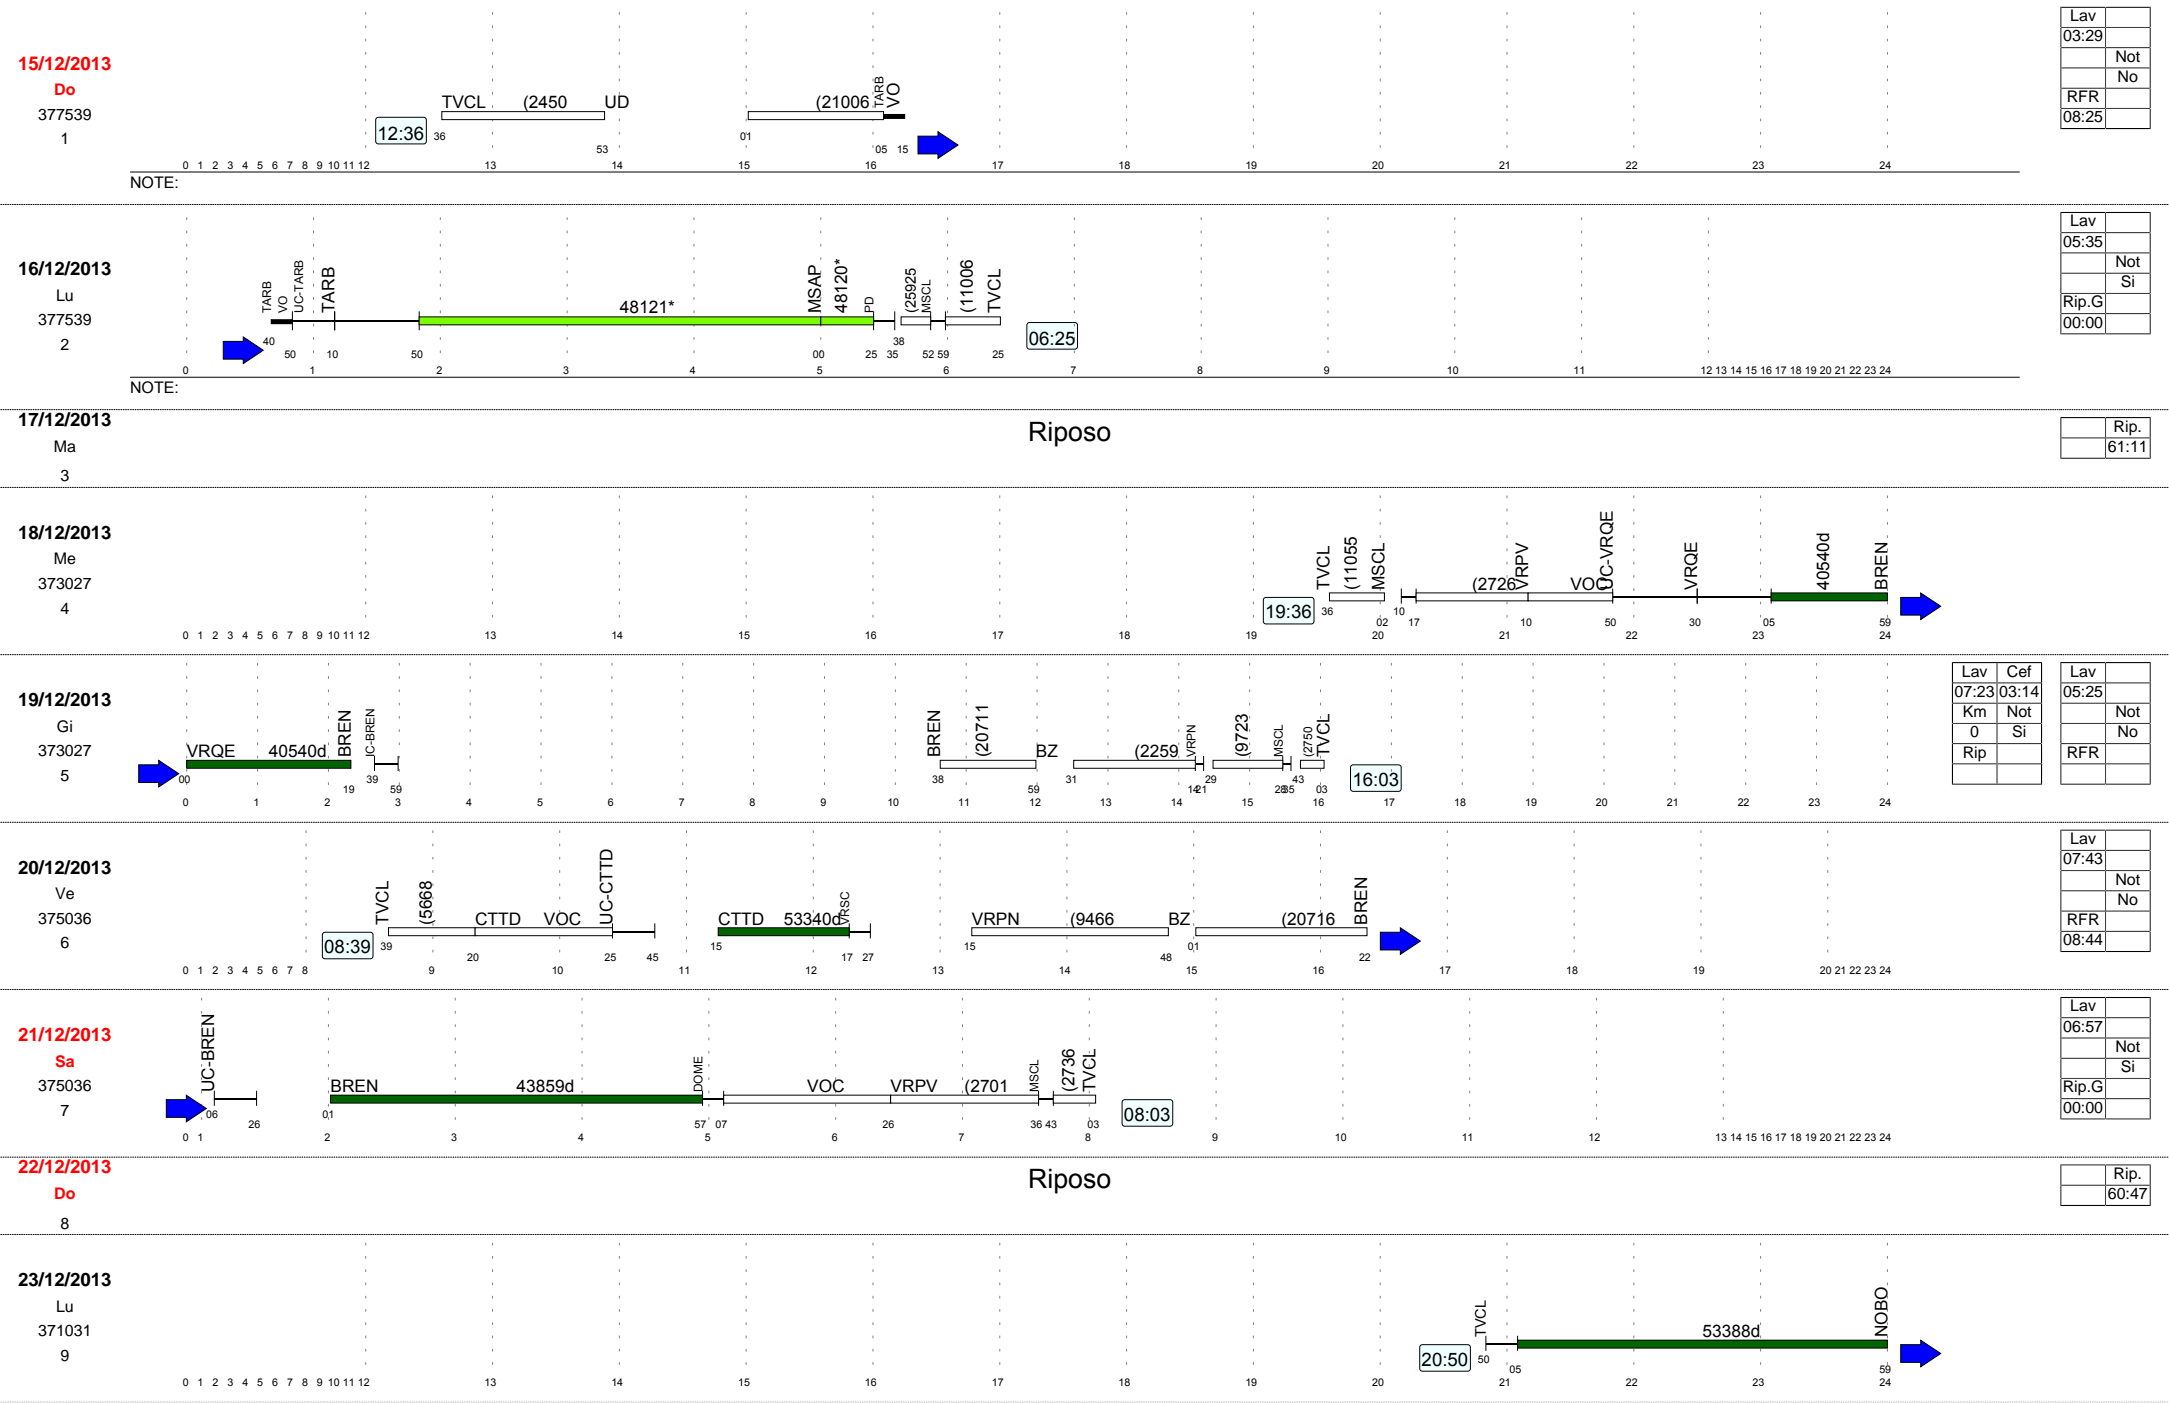 15/12/2013
Do
377539
1
12:36
TVCL (2450 UD (21006 TARB VO
36 53 01 05 15
0 1 2 3 4 5 6 7 8 9 10 11 12 13 14 15 16 17 18 19 20 21 22 23 24
NOTE:
Lav
03:29
Not
No
RFR
08:25
16/12/2013
Lu
377539
2
TARB VO UC-TARB TARB 48121* MSAP 48120* PD (25925 MSCL (11006 TVCL
40 50 10 50 00 25 35 38 52 59 25
06:25
0 1 2 3 4 5 6 7 8 9 10 11 12 13 14 15 16 17 18 19 20 21 22 23 24
NOTE:
Lav
05:35
Not
Si
Rip.G
00:00
17/12/2013
Ma
3
Riposo
Rip.
61:11
18/12/2013
Me
373027
4
19:36
TVCL (11055 MSCL (2726 VRPV VOC UC-VRQE VRQE 40540d BREN
36 02 10 17 10 50 30 05 59
0 1 2 3 4 5 6 7 8 9 10 11 12 13 14 15 16 17 18 19 20 21 22 23 24
19/12/2013
Gi
373027
5
VRQE 40540d BREN UC-BREN BREN (20711 BZ (2259 VRPN (9723 MSCL (2750 TVCL
00 19 39 59 38 59 31 14 21 29 28 35 43 03
16:03
0 1 2 3 4 5 6 7 8 9 10 11 12 13 14 15 16 17 18 19 20 21 22 23 24
Lav Cef
07:23 03:14
Km Not
0 Si
Rip
Lav
05:25
Not
No
RFR
20/12/2013
Ve
375036
6
08:39
TVCL (5668 CTTD VOC UC-CTTD CTTD 53340d VRSC VRPN (9466 BZ (20716 BREN
39 20 25 45 15 17 27 15 48 01 22
0 1 2 3 4 5 6 7 8 9 10 11 12 13 14 15 16 17 18 19 20 21 22 23 24
Lav
07:43
Not
No
RFR
08:44
21/12/2013
Sa
375036
7
UC-BREN BREN 43859d DOME VOC VRPV (2701 MSCL (2736 TVCL
06 26 01 57 07 26 36 43 03
08:03
0 1 2 3 4 5 6 7 8 9 10 11 12 13 14 15 16 17 18 19 20 21 22 23 24
Lav
06:57
Not
Si
Rip.G
00:00
22/12/2013
Do
8
Riposo
Rip.
60:47
23/12/2013
Lu
371031
9
20:50
TVCL 53388d NOBO
50 05 59
0 1 2 3 4 5 6 7 8 9 10 11 12 13 14 15 16 17 18 19 20 21 22 23 24